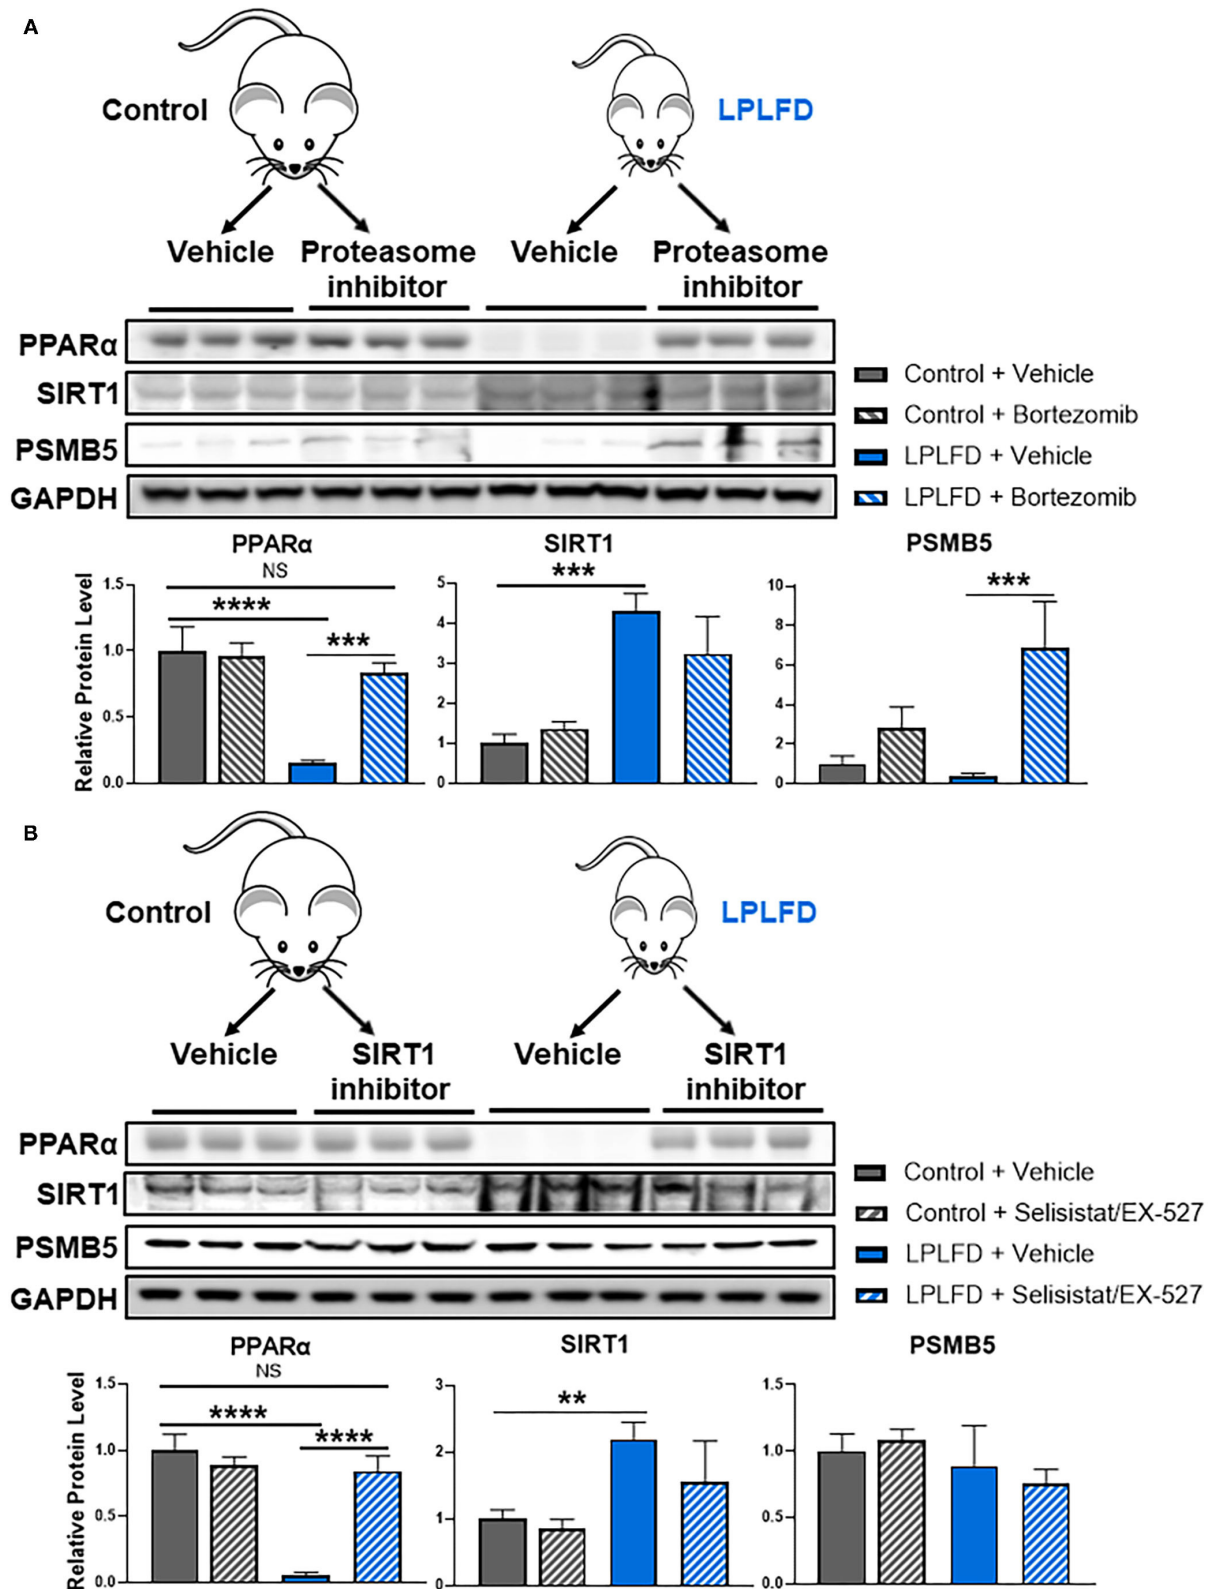 A
Control
LPLFD
Vehicle Proteasome inhibitor Vehicle Proteasome inhibitor
PPARα
SIRT1
PSMB5
GAPDH
Control + Vehicle
Control + Bortezomib
LPLFD + Vehicle
LPLFD + Bortezomib
PPARα
NS
****
***
Relative Protein Level
1.5
1.0
0.5
0.0
SIRT1
***
5
4
3
2
1
0
PSMB5
***
10
8
6
4
2
0
B
Control
LPLFD
Vehicle SIRT1 inhibitor Vehicle SIRT1 inhibitor
PPARα
SIRT1
PSMB5
GAPDH
Control + Vehicle
Control + Selisistat/EX-527
LPLFD + Vehicle
LPLFD + Selisistat/EX-527
PPARα
NS
****
****
Relative Protein Level
1.5
1.0
0.5
0.0
SIRT1
**
3
2
1
0
PSMB5
1.5
1.0
0.5
0.0